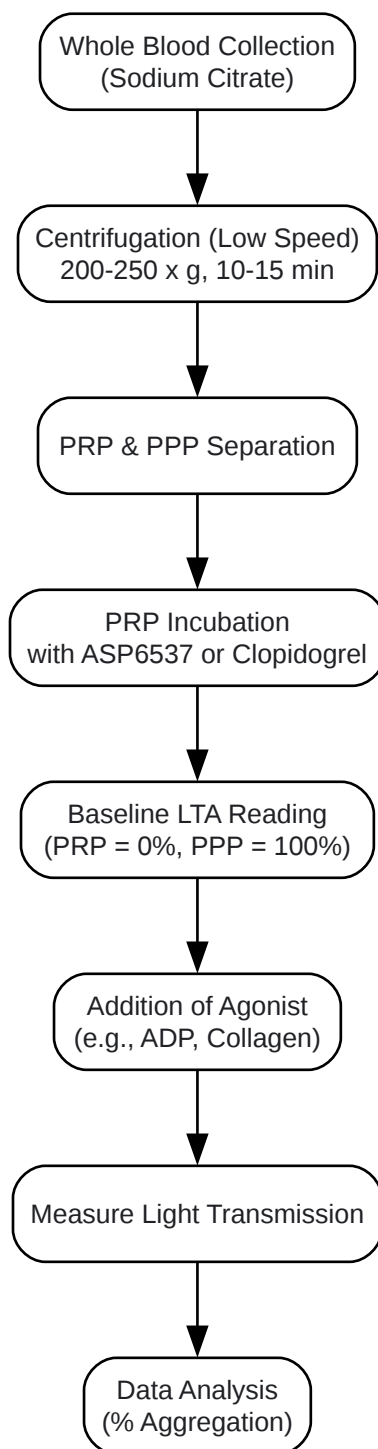 Whole Blood Collection
(Sodium Citrate)
Centrifugation (Low Speed)
200-250 x g, 10-15 min
PRP & PPP Separation
PRP Incubation
with ASP6537 or Clopidogrel
Baseline LTA Reading
(PRP = 0%, PPP = 100%)
Addition of Agonist
(e.g., ADP, Collagen)
Measure Light Transmission
Data Analysis
(% Aggregation)